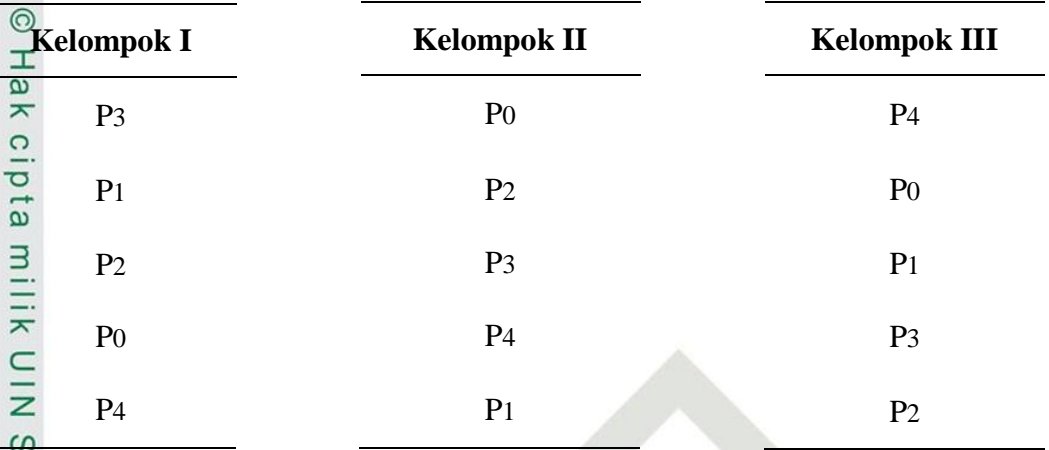 © Hak cipta milik UIN S
Kelompok I Kelompok II Kelompok III
P3 P0 P4
P1 P2 P0
P2 P3 P1
P0 P4 P3
P4 P1 P2